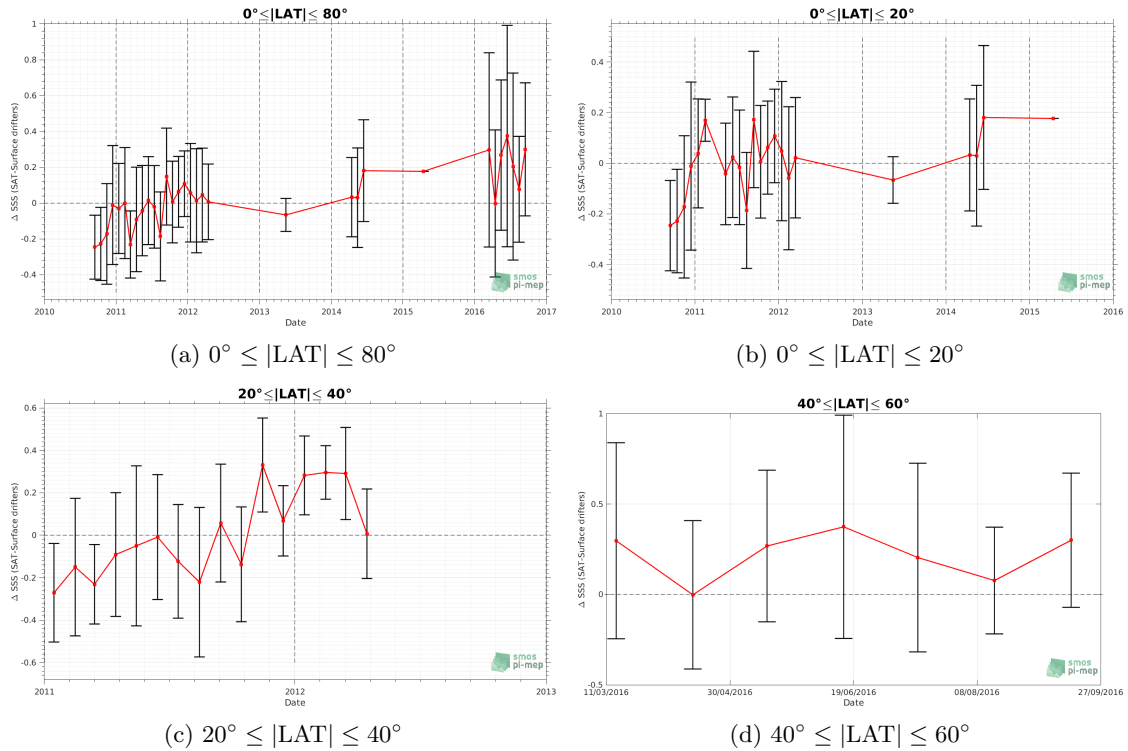 0°≤|LAT|≤ 80°
1
0.8
0.6
0.4
0.2
0
-0.2
-0.4
Δ SSS (SAT-Surface drifters)
2010 2011 2012 2013 2014 2015 2016 2017
Date
smos
pi-mep
(a) 0° ≤ |LAT| ≤ 80°
0°≤|LAT|≤ 20°
0.4
0.2
0
-0.2
-0.4
Δ SSS (SAT-Surface drifters)
2010 2011 2012 2013 2014 2015 2016
Date
smos
pi-mep
(b) 0° ≤ |LAT| ≤ 20°
20°≤|LAT|≤ 40°
0.6
0.4
0.2
0
-0.2
-0.4
-0.6
Δ SSS (SAT-Surface drifters)
2011 2012 2013
Date
smos
pi-mep
(c) 20° ≤ |LAT| ≤ 40°
40°≤|LAT|≤ 60°
1
0.5
0
-0.5
Δ SSS (SAT-Surface drifters)
11/03/2016 30/04/2016 19/06/2016 08/08/2016 27/09/2016
Date
smos
pi-mep
(d) 40° ≤ |LAT| ≤ 60°